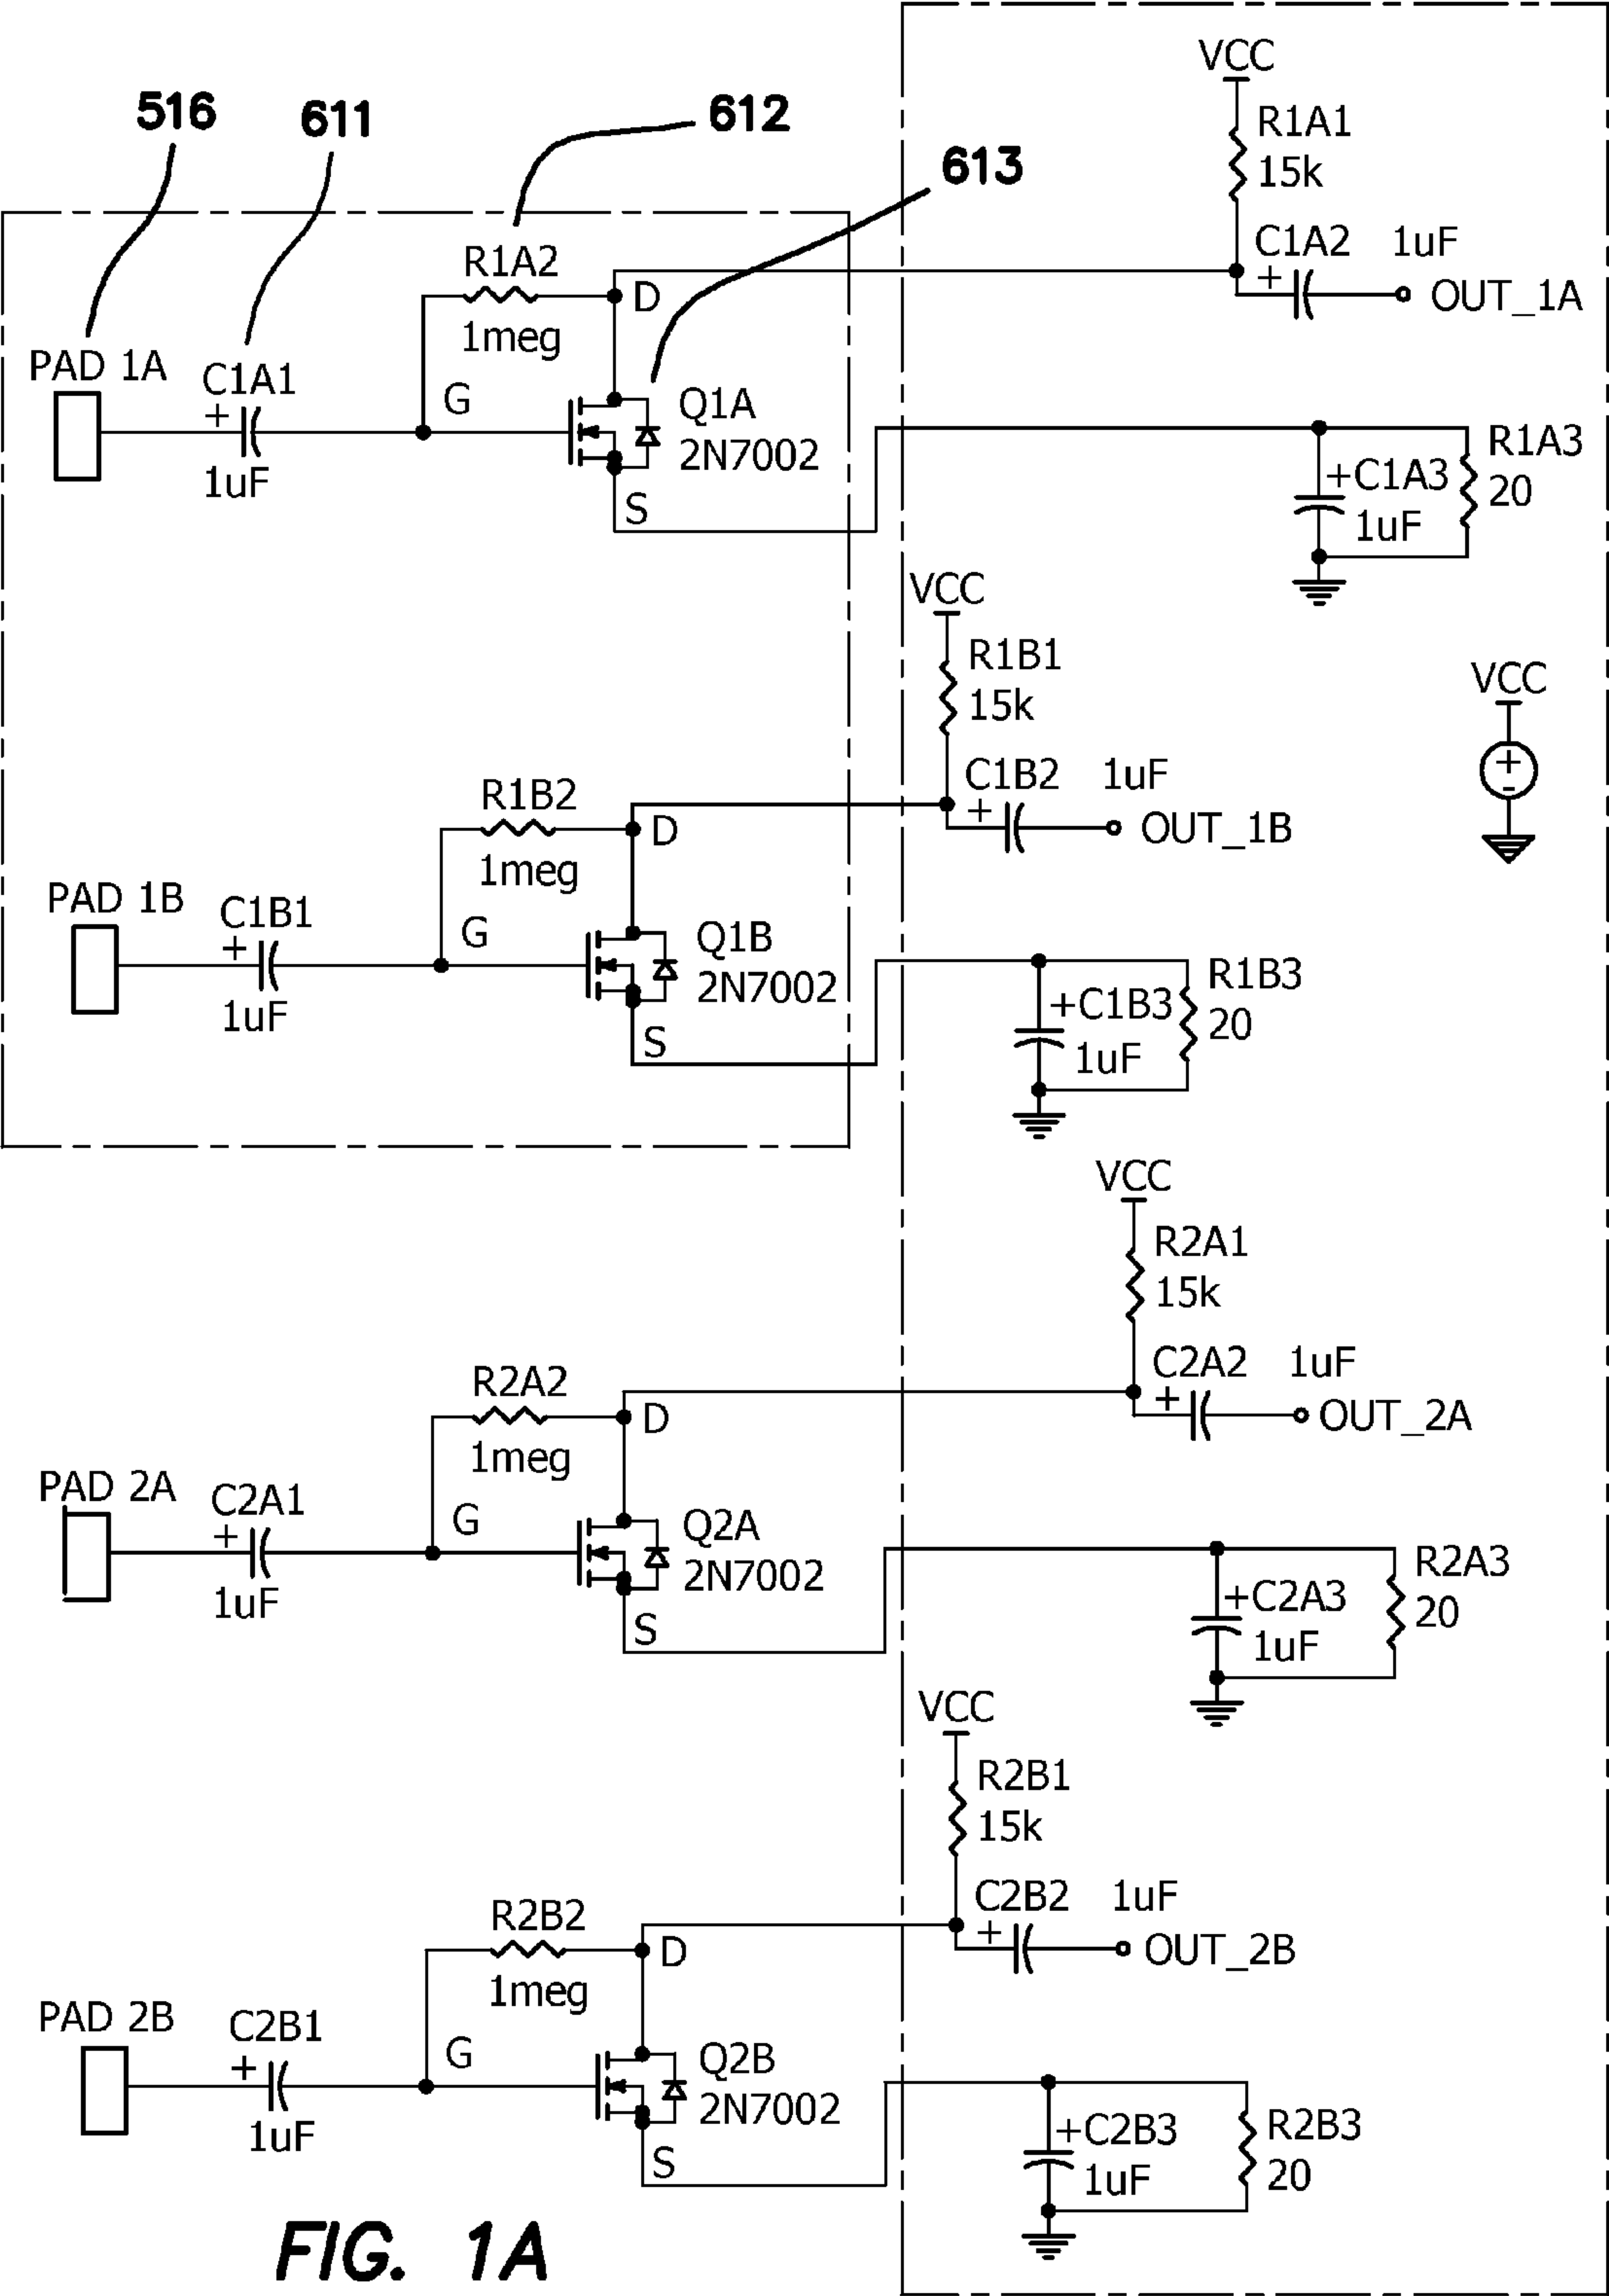 VCC
516
611
612
613
R1A1
15k
R1A2
1meg
D
C1A2 1uF
+
OUT_1A
PAD 1A
C1A1
+
1uF
G
Q1A
2N7002
S
+C1A3
1uF
R1A3
20
VCC
R1B1
15k
VCC
+
-
R1B2
1meg
D
C1B2 1uF
+
OUT_1B
PAD 1B
C1B1
+
1uF
G
Q1B
2N7002
S
+C1B3
1uF
R1B3
20
VCC
R2A1
15k
R2A2
1meg
D
C2A2 1uF
+
OUT_2A
PAD 2A
C2A1
+
1uF
G
Q2A
2N7002
S
+C2A3
1uF
R2A3
20
VCC
R2B1
15k
R2B2
1meg
D
C2B2 1uF
+
OUT_2B
PAD 2B
C2B1
+
1uF
G
Q2B
2N7002
S
+C2B3
1uF
R2B3
20
FIG. 1A